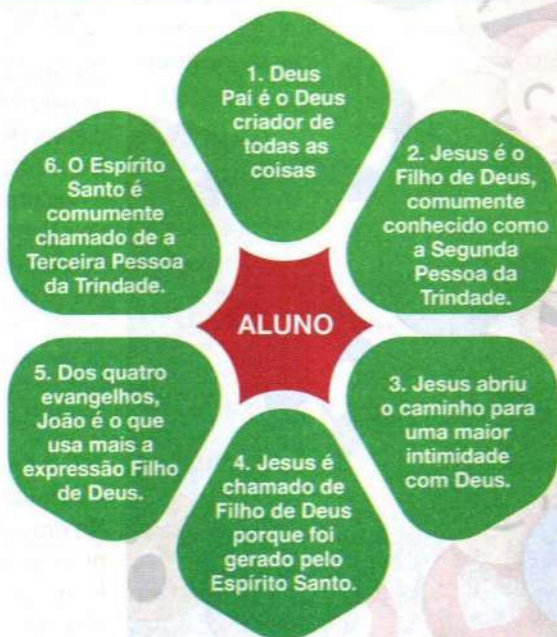 1. Deus
Pai é o Deus
criador de
todas as
coisas
2. Jesus é o
Filho de Deus,
comumente
conhecido como
a Segunda
Pessoa da
Trindade.
3. Jesus abriu
o caminho para
uma maior
intimidade
com Deus.
4. Jesus é
chamado de
Filho de Deus
porque foi
gerado pelo
Espírito Santo.
5. Dos quatro
evangelhos,
João é o que
usa mais a
expressão Filho
de Deus.
6. O Espírito
Santo é
comumente
chamado de a
Terceira Pessoa
da Trindade.
ALUNO